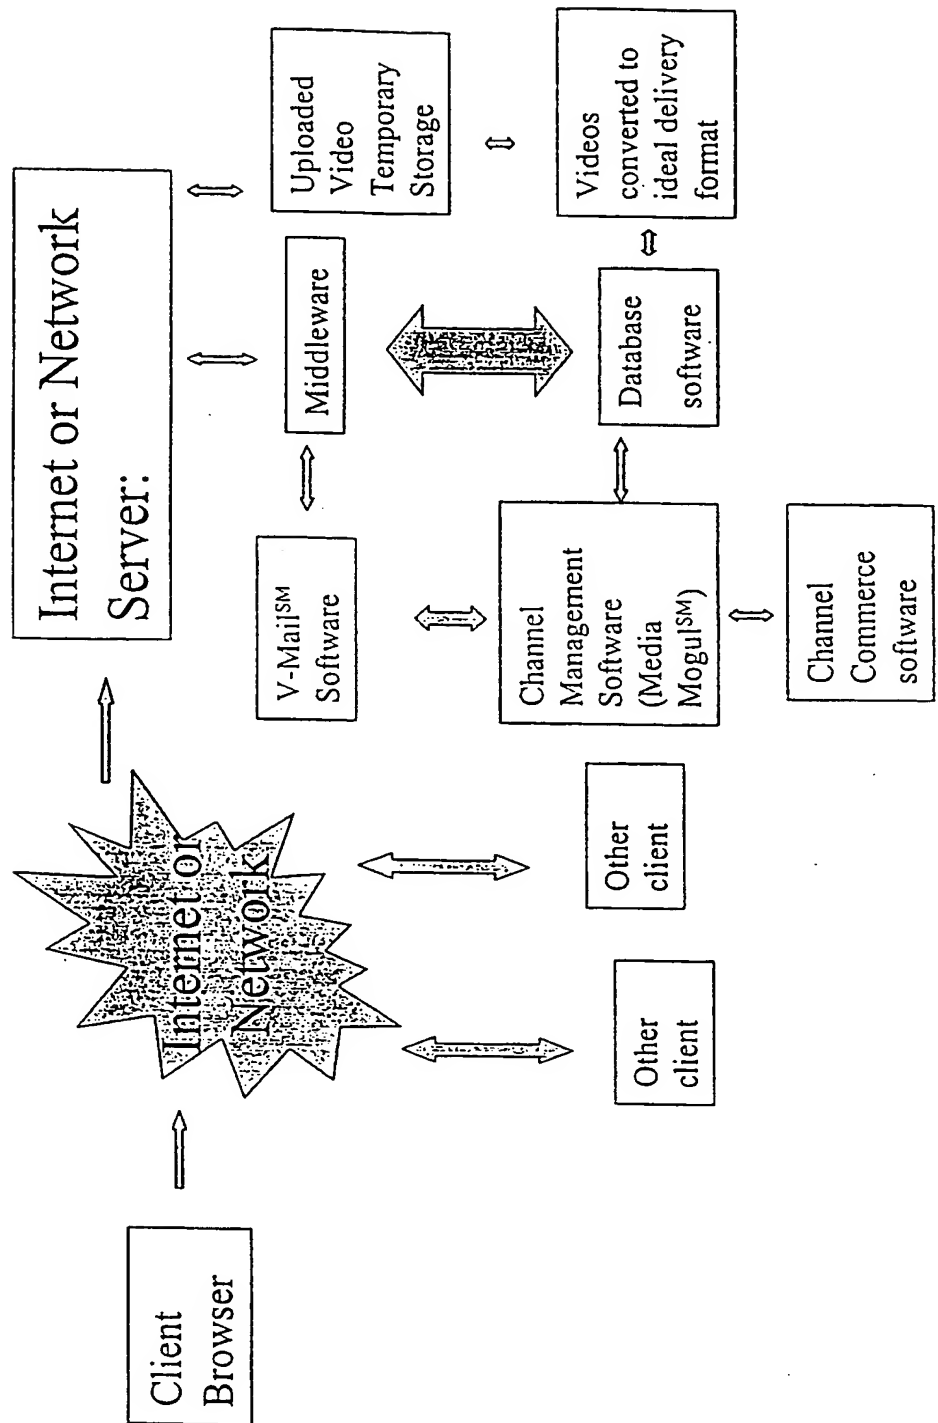 Client
Browser
Internet or
Network
Internet or Network
Server:
Other
client
Other
client
V-Mail℠
Software
Middleware
Uploaded
Video
Temporary
Storage
Channel
Management
Software
(Media
Mogul℠)
Database
software
Videos
converted to
ideal delivery
format
Channel
Commerce
software